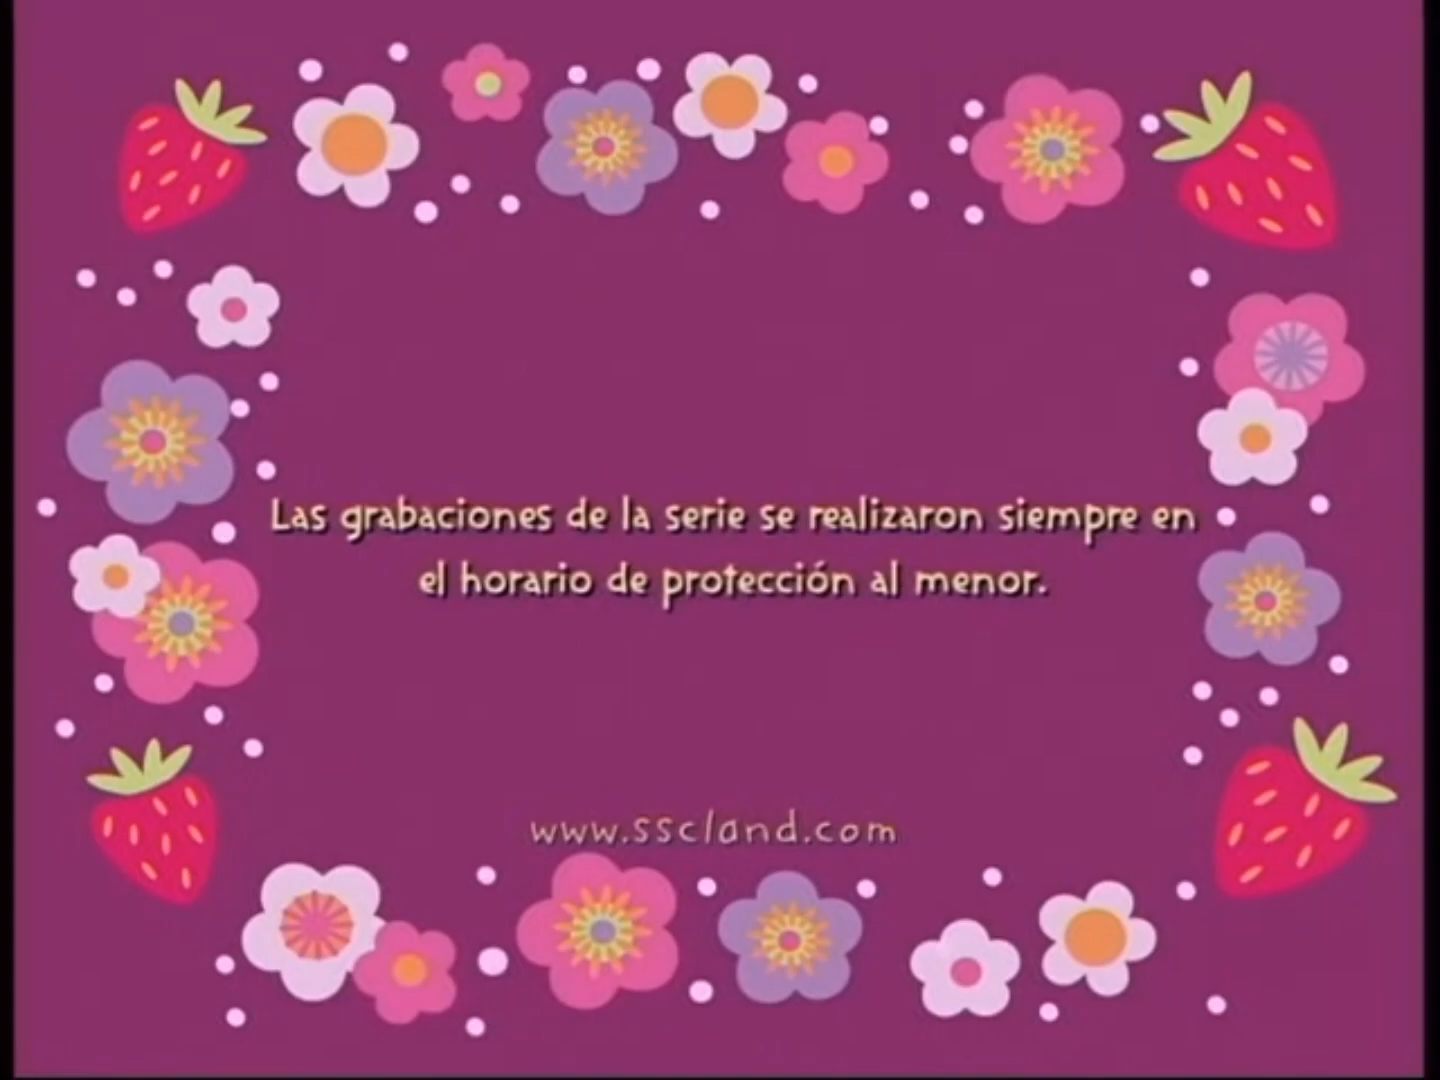 Las grabaciones de la serie se realizaron siempre en
el horario de protección al menor.
www.sscland.com